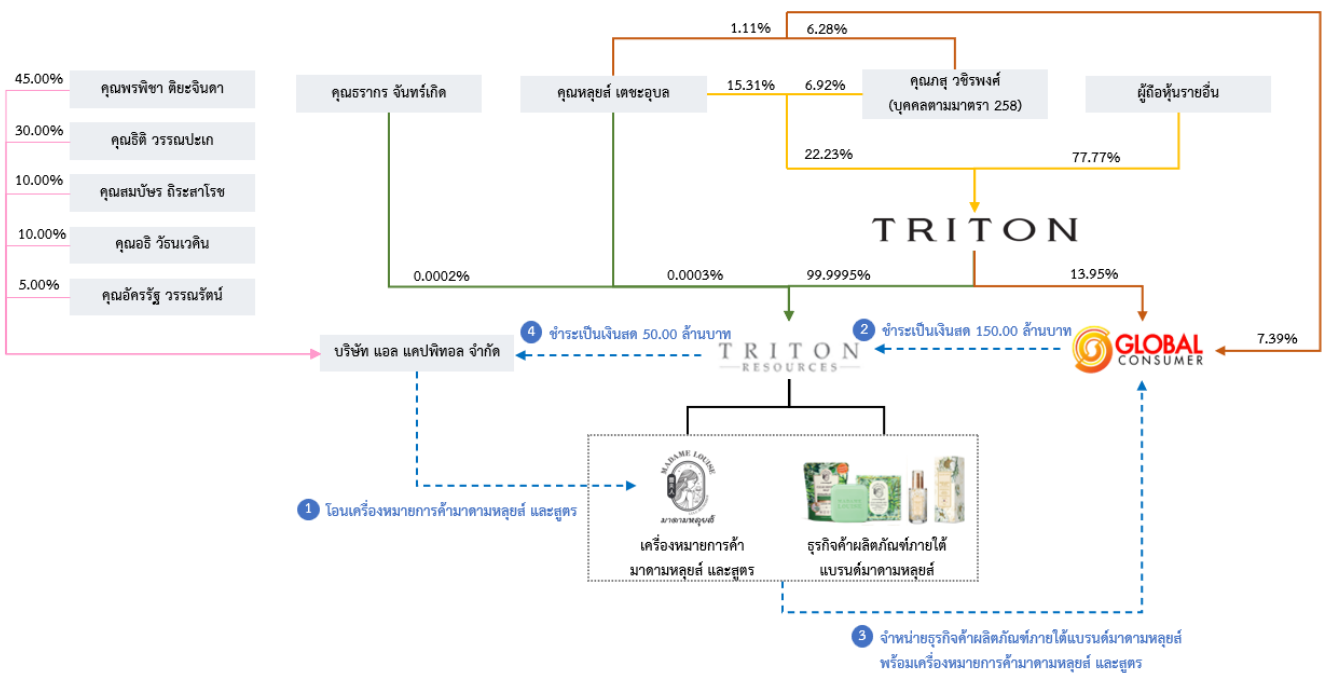 1.11%
6.28%
45.00%
คุณพรพิชา ติยะจินดา
30.00%
คุณธิติ วรรณปะเก
10.00%
คุณสมบัษร ถิระสาโรช
10.00%
คุณอธิ วัธนเวคิน
5.00%
คุณอัครรัฐ วรรณรัตน์
คุณธรากร จันทร์เกิด
คุณหลุยส์ เตชะอุบล
15.31%
6.92%
คุณภสุ วชิรพงศ์
(บุคคลตามมาตรา 258)
ผู้ถือหุ้นรายอื่น
22.23%
77.77%
TRITON
0.0002%
0.0003%
99.9995%
13.95%
7.39%
บริษัท แอล แคปพิทอล จำกัด
4 ชำระเป็นเงินสด 50.00 ล้านบาท
TRITON
RESOURCES
2 ชำระเป็นเงินสด 150.00 ล้านบาท
GLOBAL
CONSUMER
1 โอนเครื่องหมายการค้ามาดามหลุยส์ และสูตร
MADAME LOUISE
มาดามหลุยส์
เครื่องหมายการค้า
มาดามหลุยส์ และสูตร
ธุรกิจค้าผลิตภัณฑ์ภายใต้
แบรนด์มาดามหลุยส์
3 จำหน่ายธุรกิจค้าผลิตภัณฑ์ภายใต้แบรนด์มาดามหลุยส์
พร้อมเครื่องหมายการค้ามาดามหลุยส์ และสูตร